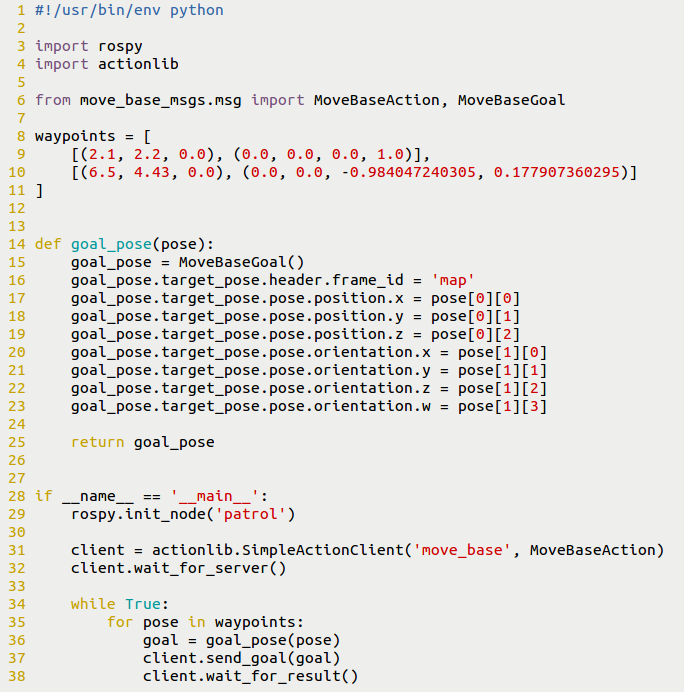 1 #!/usr/bin/env python
2
3 import rospy
4 import actionlib
5
6 from move_base_msgs.msg import MoveBaseAction, MoveBaseGoal
7
8 waypoints = [
9     [(2.1, 2.2, 0.0), (0.0, 0.0, 0.0, 1.0)],
10     [(6.5, 4.43, 0.0), (0.0, 0.0, -0.984047240305, 0.177907360295)]
11 ]
12
13
14 def goal_pose(pose):
15     goal_pose = MoveBaseGoal()
16     goal_pose.target_pose.header.frame_id = 'map'
17     goal_pose.target_pose.pose.position.x = pose[0][0]
18     goal_pose.target_pose.pose.position.y = pose[0][1]
19     goal_pose.target_pose.pose.position.z = pose[0][2]
20     goal_pose.target_pose.pose.orientation.x = pose[1][0]
21     goal_pose.target_pose.pose.orientation.y = pose[1][1]
22     goal_pose.target_pose.pose.orientation.z = pose[1][2]
23     goal_pose.target_pose.pose.orientation.w = pose[1][3]
24
25     return goal_pose
26
27
28 if __name__ == '__main__':
29     rospy.init_node('patrol')
30
31     client = actionlib.SimpleActionClient('move_base', MoveBaseAction)
32     client.wait_for_server()
33
34     while True:
35         for pose in waypoints:
36             goal = goal_pose(pose)
37             client.send_goal(goal)
38             client.wait_for_result()